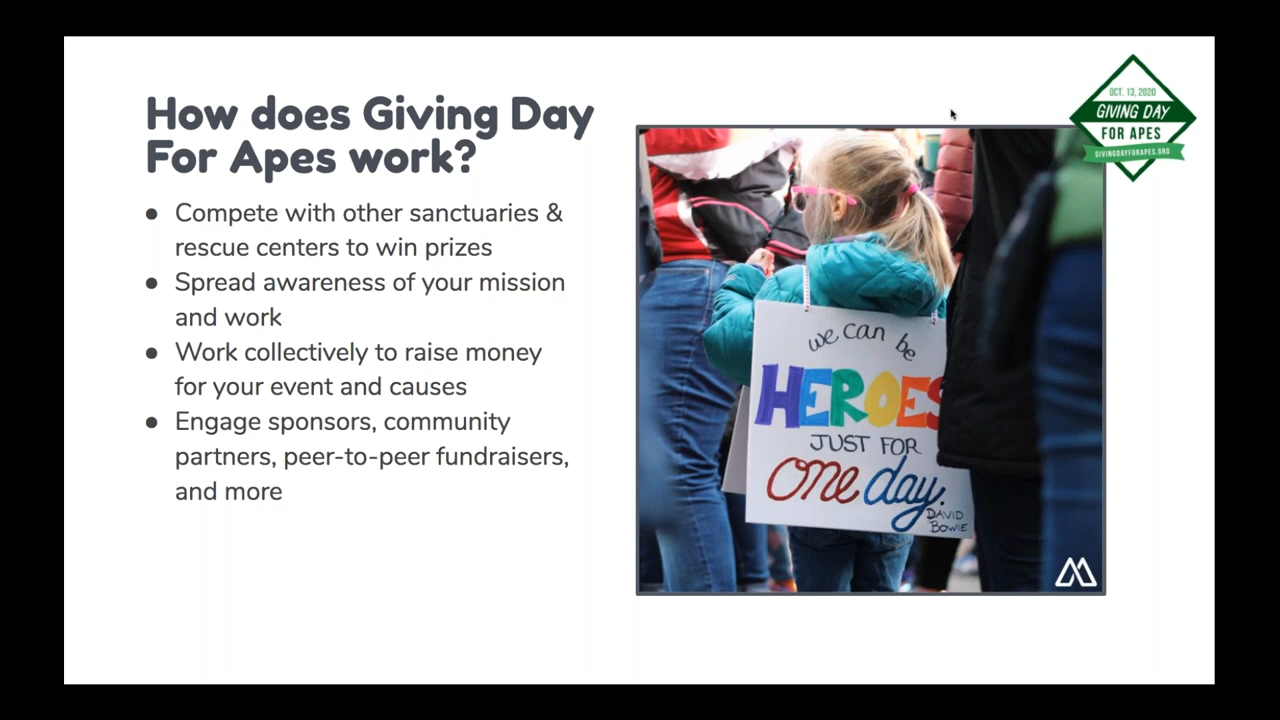 How does Giving Day
For Apes work?
● Compete with other sanctuaries &
rescue centers to win prizes
● Spread awareness of your mission
and work
● Work collectively to raise money
for your event and causes
● Engage sponsors, community
partners, peer-to-peer fundraisers,
and more
OCT. 13, 2020
GIVING DAY
FOR APES
GIVINGDAYFORAPES.ORG
we can be
HEROES
JUST FOR
one day.
DAVID
BOWIE